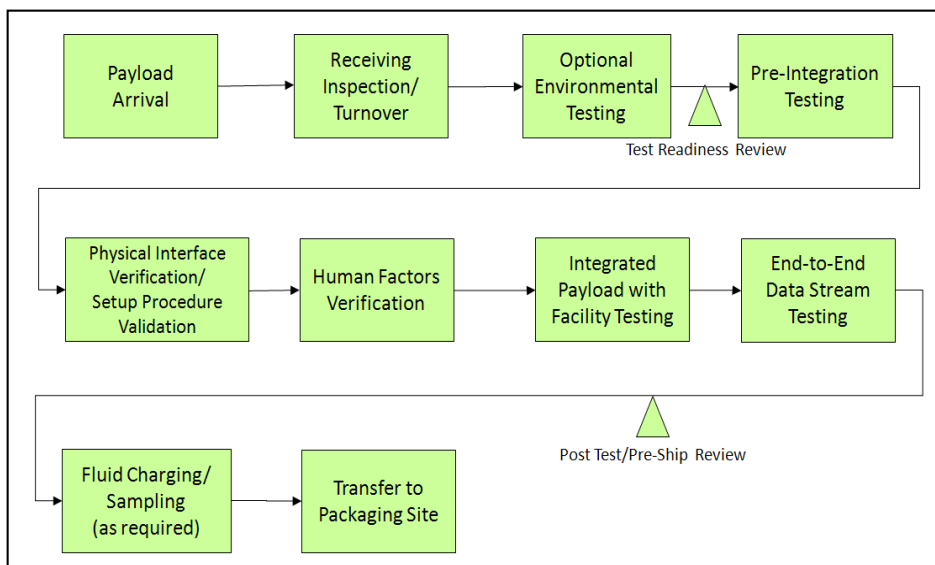 Payload
Arrival
Receiving
Inspection/
Turnover
Optional
Environmental
Testing
Pre-Integration
Testing
Test Readiness Review
Physical Interface
Verification/
Setup Procedure
Validation
Human Factors
Verification
Integrated
Payload with
Facility Testing
End-to-End
Data Stream
Testing
Post Test/Pre-Ship Review
Fluid Charging/
Sampling
(as required)
Transfer to
Packaging Site